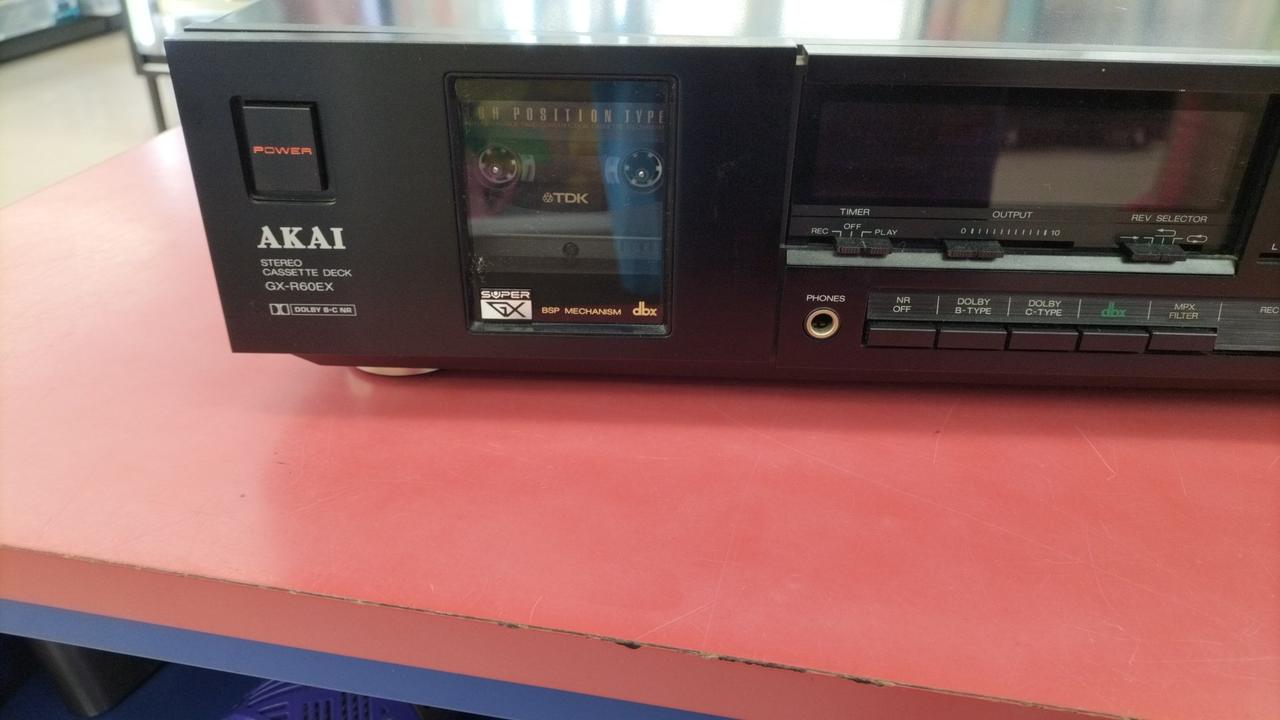 POWER
AKAI
STEREO
CASSETTE DECK
GX-R60EX
DOLBY B-C NR
POSITION TYPE
TDK
SUPER
GX
BSP MECHANISM
dbx
TIMER
REC
OFF
PLAY
OUTPUT
0
10
REV SELECTOR
PHONES
NR
OFF
DOLBY
B-TYPE
DOLBY
C-TYPE
dbx
MPX
FILTER
REC